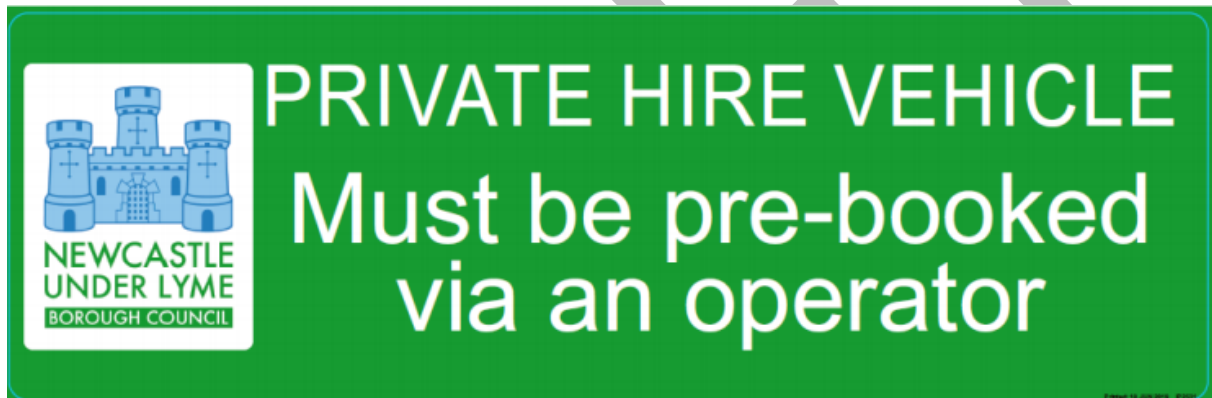 PRIVATE HIRE VEHICLE
Must be pre-booked
via an operator
NEWCASTLE
UNDER LYME
BOROUGH COUNCIL